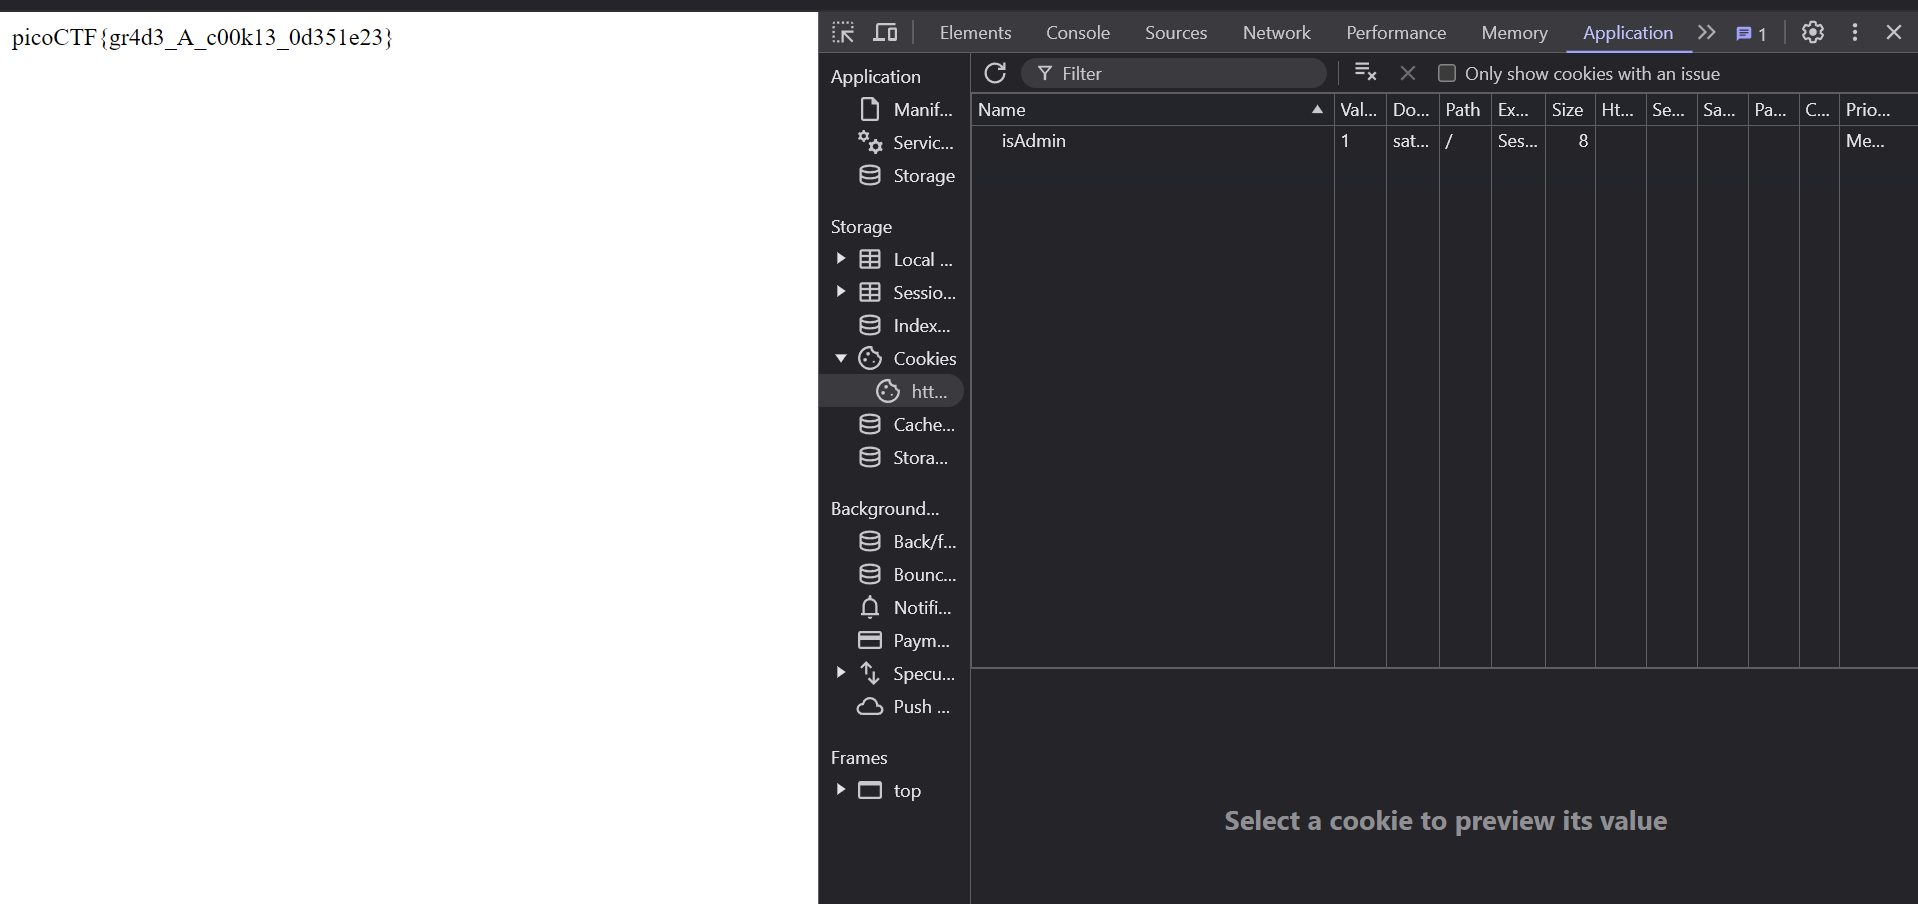 picoCTF{gr4d3_A_c00k13_0d351e23}
Elements Console Sources Network Performance Memory Application 1
Application
Manif...
Servic...
Storage
Storage
Local ...
Sessio...
Index...
Cookies
htt...
Cache...
Stora...
Background...
Back/f...
Bounc...
Notifi...
Paym...
Specu...
Push ...
Frames
top
Filter Only show cookies with an issue
Name Val... Do... Path Ex... Size Ht... Se... Sa... Pa... C... Prio...
isAdmin 1 sat... / Ses... 8 Me...
Select a cookie to preview its value